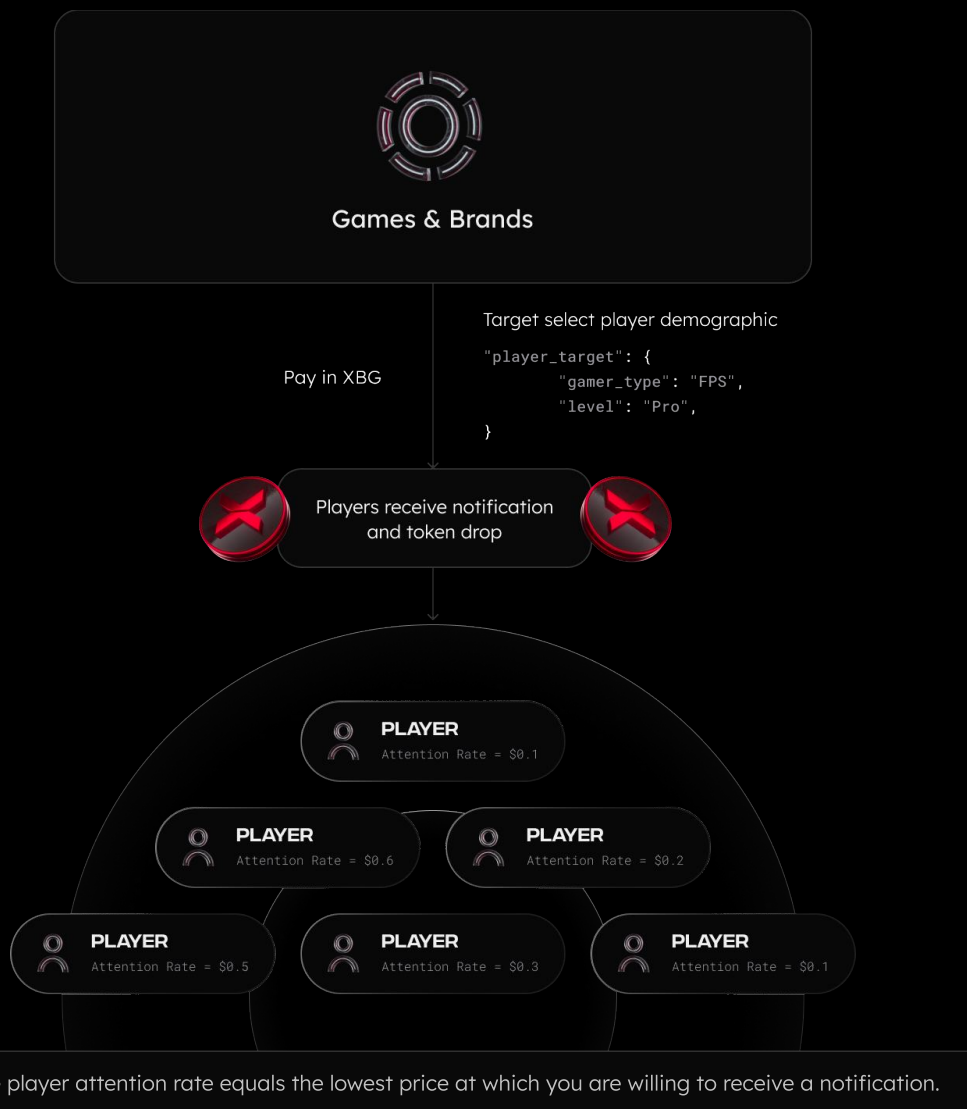 Games & Brands
Target select player demographic
"player_target": {
"gamer_type": "FPS",
"level": "Pro",
}
Pay in XBG
Players receive notification
and token drop
PLAYER
Attention Rate = $0.1
PLAYER
Attention Rate = $0.6
PLAYER
Attention Rate = $0.2
PLAYER
Attention Rate = $0.5
PLAYER
Attention Rate = $0.3
PLAYER
Attention Rate = $0.1
player attention rate equals the lowest price at which you are willing to receive a notification.